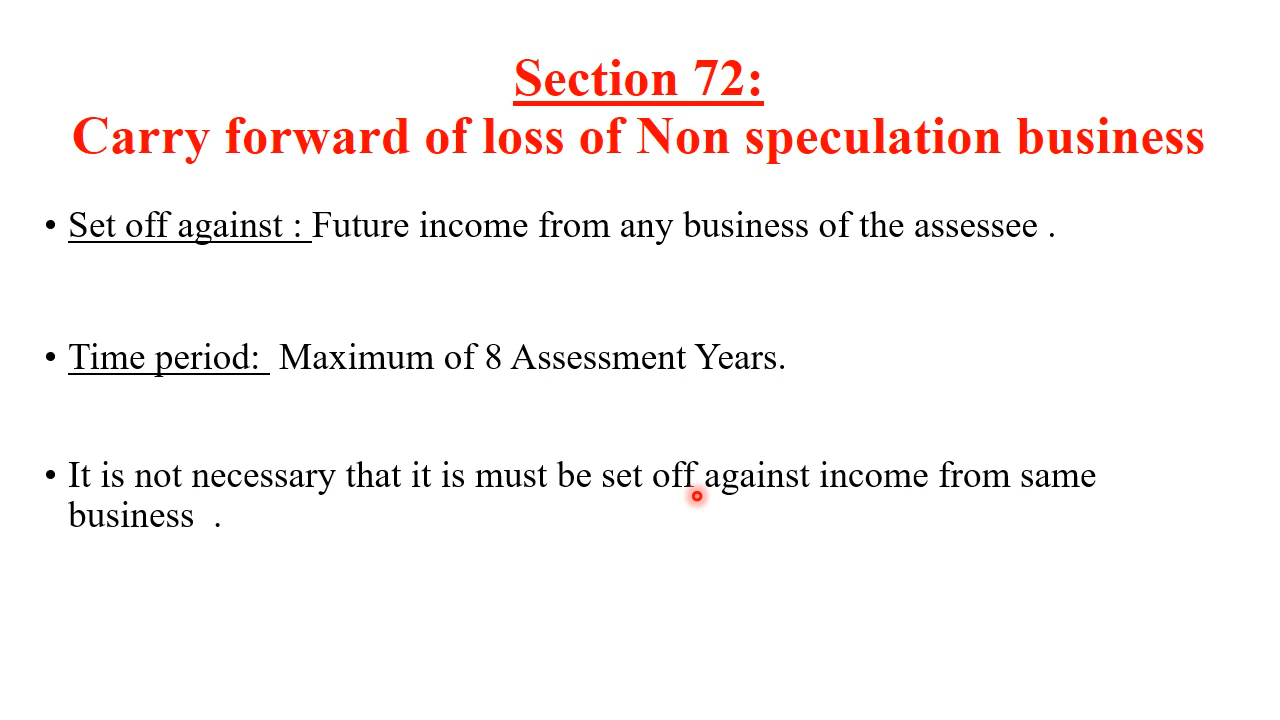 Section 72:
Carry forward of loss of Non speculation business
• Set off against : Future income from any business of the assessee .
• Time period:  Maximum of 8 Assessment Years.
• It is not necessary that it is must be set off against income from same
business  .